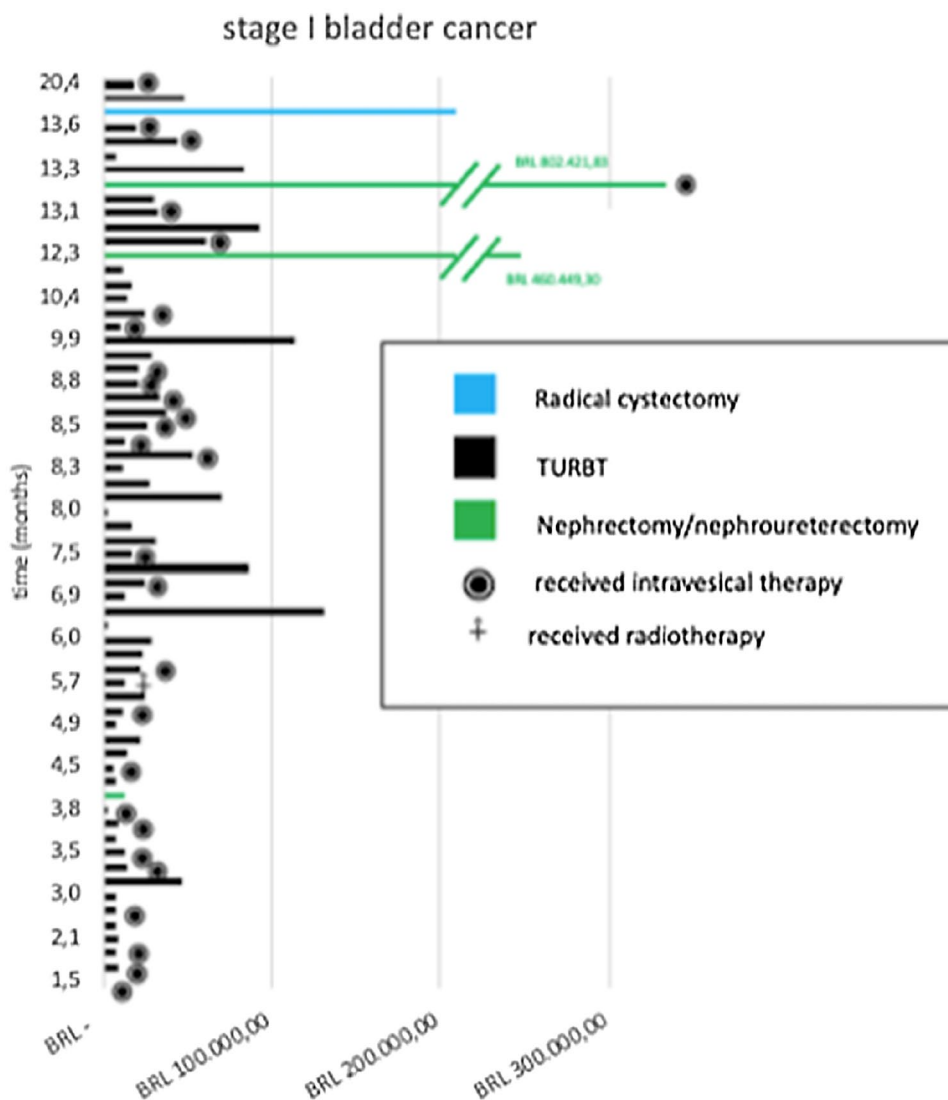 stage I bladder cancer
20,4
13,6
13,3
13,1
12,3
10,4
9,9
8,8
8,5
8,3
8,0
7,5
6,9
6,0
5,7
4,9
4,5
3,8
3,5
3,0
2,1
1,5
time (months)
BRL 802.421,83
BRL 460.449,30
Radical cystectomy
TURBT
Nephrectomy/nephroureterectomy
received intravesical therapy
received radiotherapy
BRL -
BRL 100.000,00
BRL 200.000,00
BRL 300.000,00